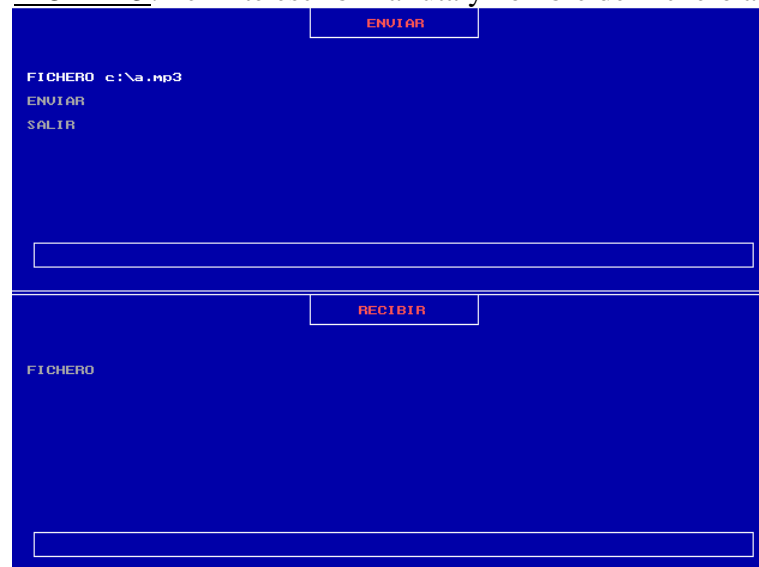 ENVIAR
FICHERO c:\a.mp3
ENVIAR
SALIR
RECIBIR
FICHERO